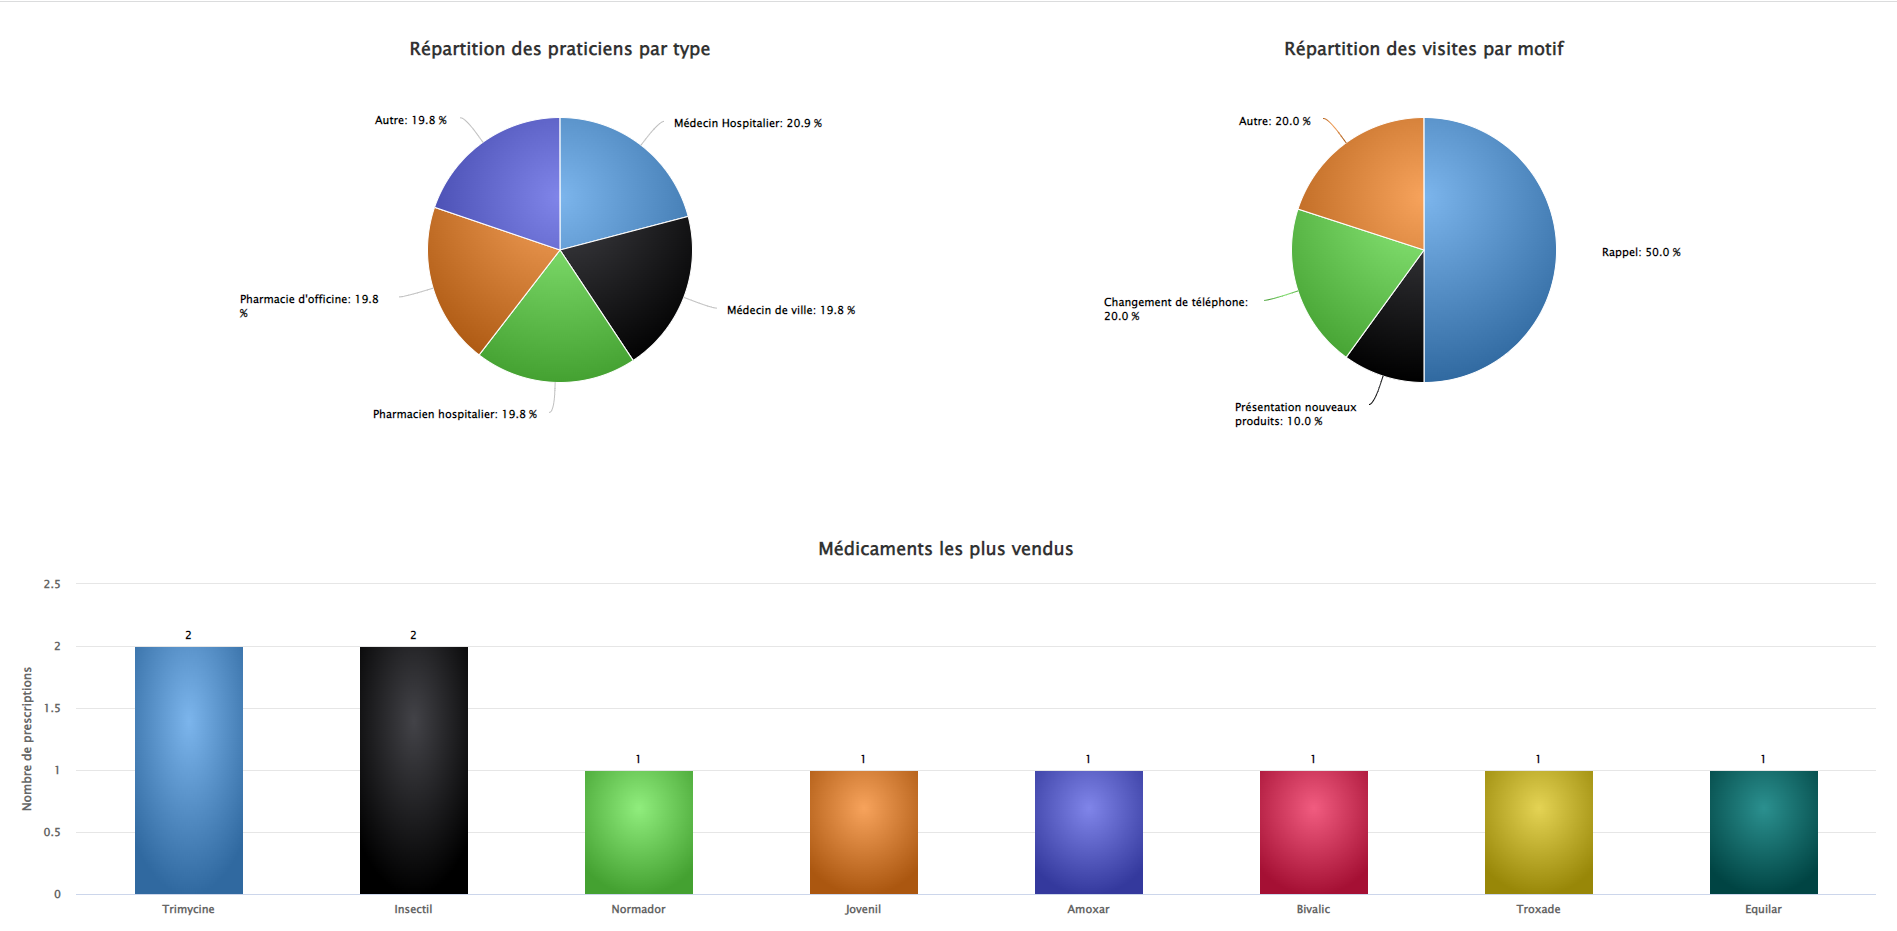 Répartition des praticiens par type
Autre: 19.8 %
Médecin Hospitalier: 20.9 %
Pharmacie d'officine: 19.8
%
Médecin de ville: 19.8 %
Pharmacien hospitalier: 19.8 %
Répartition des visites par motif
Autre: 20.0 %
Rappel: 50.0 %
Changement de téléphone:
20.0 %
Présentation nouveaux
produits: 10.0 %
Médicaments les plus vendus
Nombre de prescriptions
2.5
2
1.5
1
0.5
0
2
2
1
1
1
1
1
1
Trimycine
Insectil
Normador
Jovenil
Amoxar
Bivalic
Troxade
Equilar